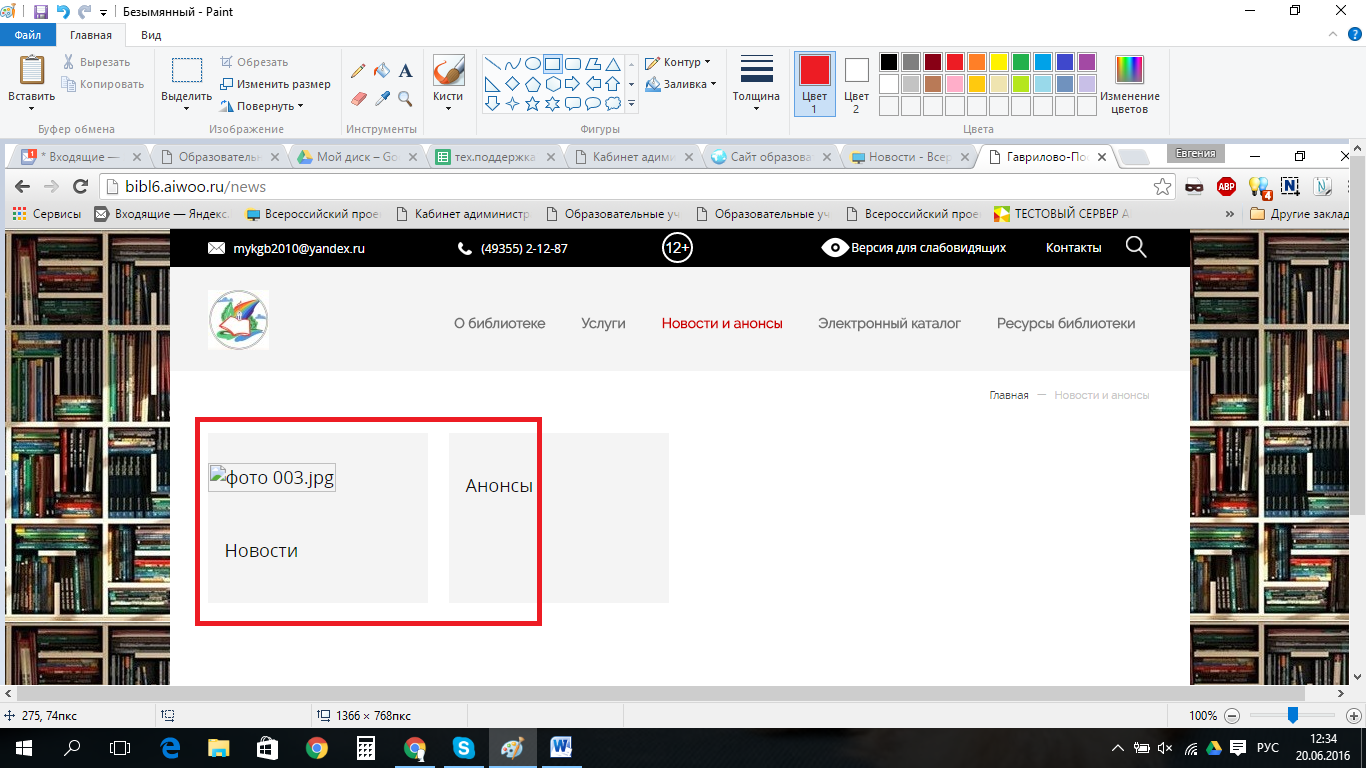 Безымянный - Paint
Файл Главная Вид
Вставить
Вырезать
Копировать
Буфер обмена
Выделить
Обрезать
Изменить размер
Повернуть
Изображение
Инструменты
Кисти
Контур
Заливка
Фигуры
Толщина
Цвет 1
Цвет 2
Изменение цветов
Цвета
* Входящие — Образователь Мой диск – Go тех.поддержка Кабинет адими Сайт образова Новости - Всер Гаврилово-По Евгения
bibl6.aiwoo.ru/news
ABP
4
N
Сервисы Входящие — Яндекс. Всероссийский прое Кабинет адиминистр Образовательные уч Образовательные уч Всероссийский прое ТЕСТОВЫЙ СЕРВЕР А » Другие заклад
mykgb2010@yandex.ru (49355) 2-12-87 12+ Версия для слабовидящих Контакты
О библиотеке Услуги Новости и анонсы Электронный каталог Ресурсы библиотеки
Главная — Новости и анонсы
фото 003.jpg
Анонсы
Новости
275, 74пкс 1366 × 768пкс 100%
РУС
12:34
20.06.2016